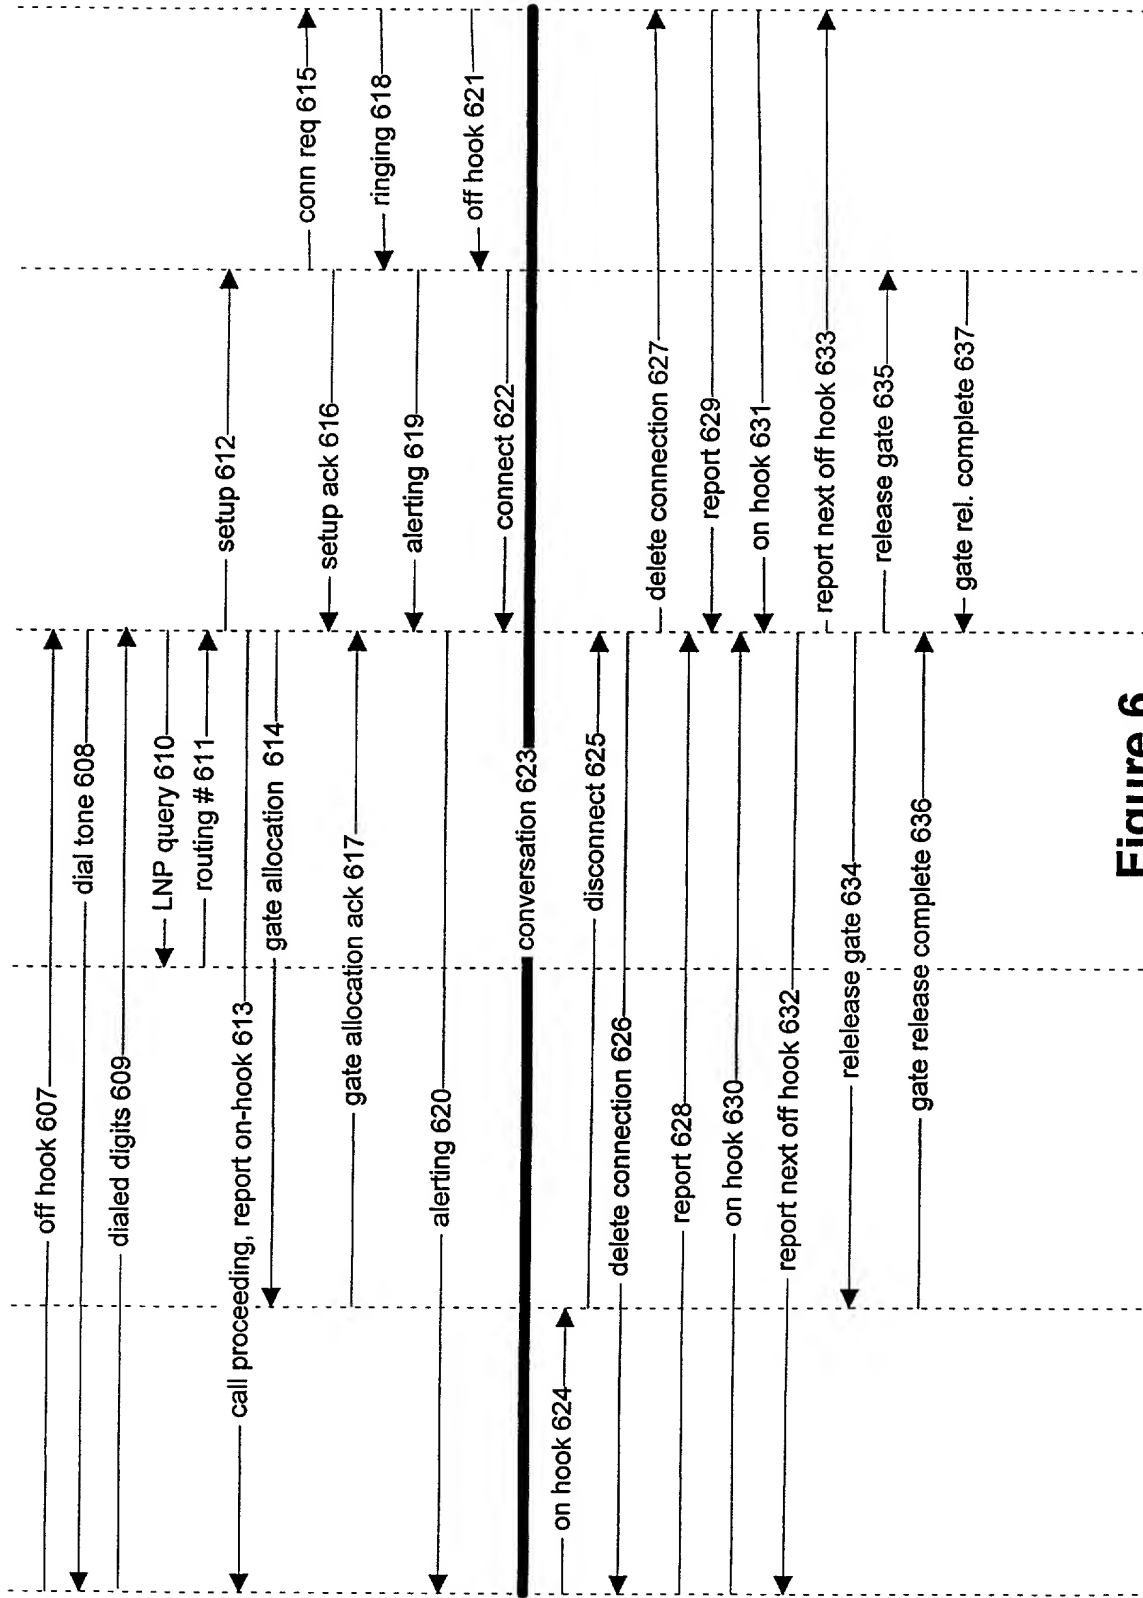 off hook 607
dial tone 608
dialed digits 609
LNP query 610
routing # 611
setup 612
call proceeding, report on-hook 613
gate allocation 614
conn req 615
setup ack 616
gate allocation ack 617
ringing 618
alerting 619
alerting 620
off hook 621
connect 622
conversation 623
on hook 624
disconnect 625
delete connection 626
delete connection 627
report 628
report 629
on hook 630
on hook 631
report next off hook 632
report next off hook 633
relelease gate 634
release gate 635
gate release complete 636
gate rel. complete 637
Figure 6